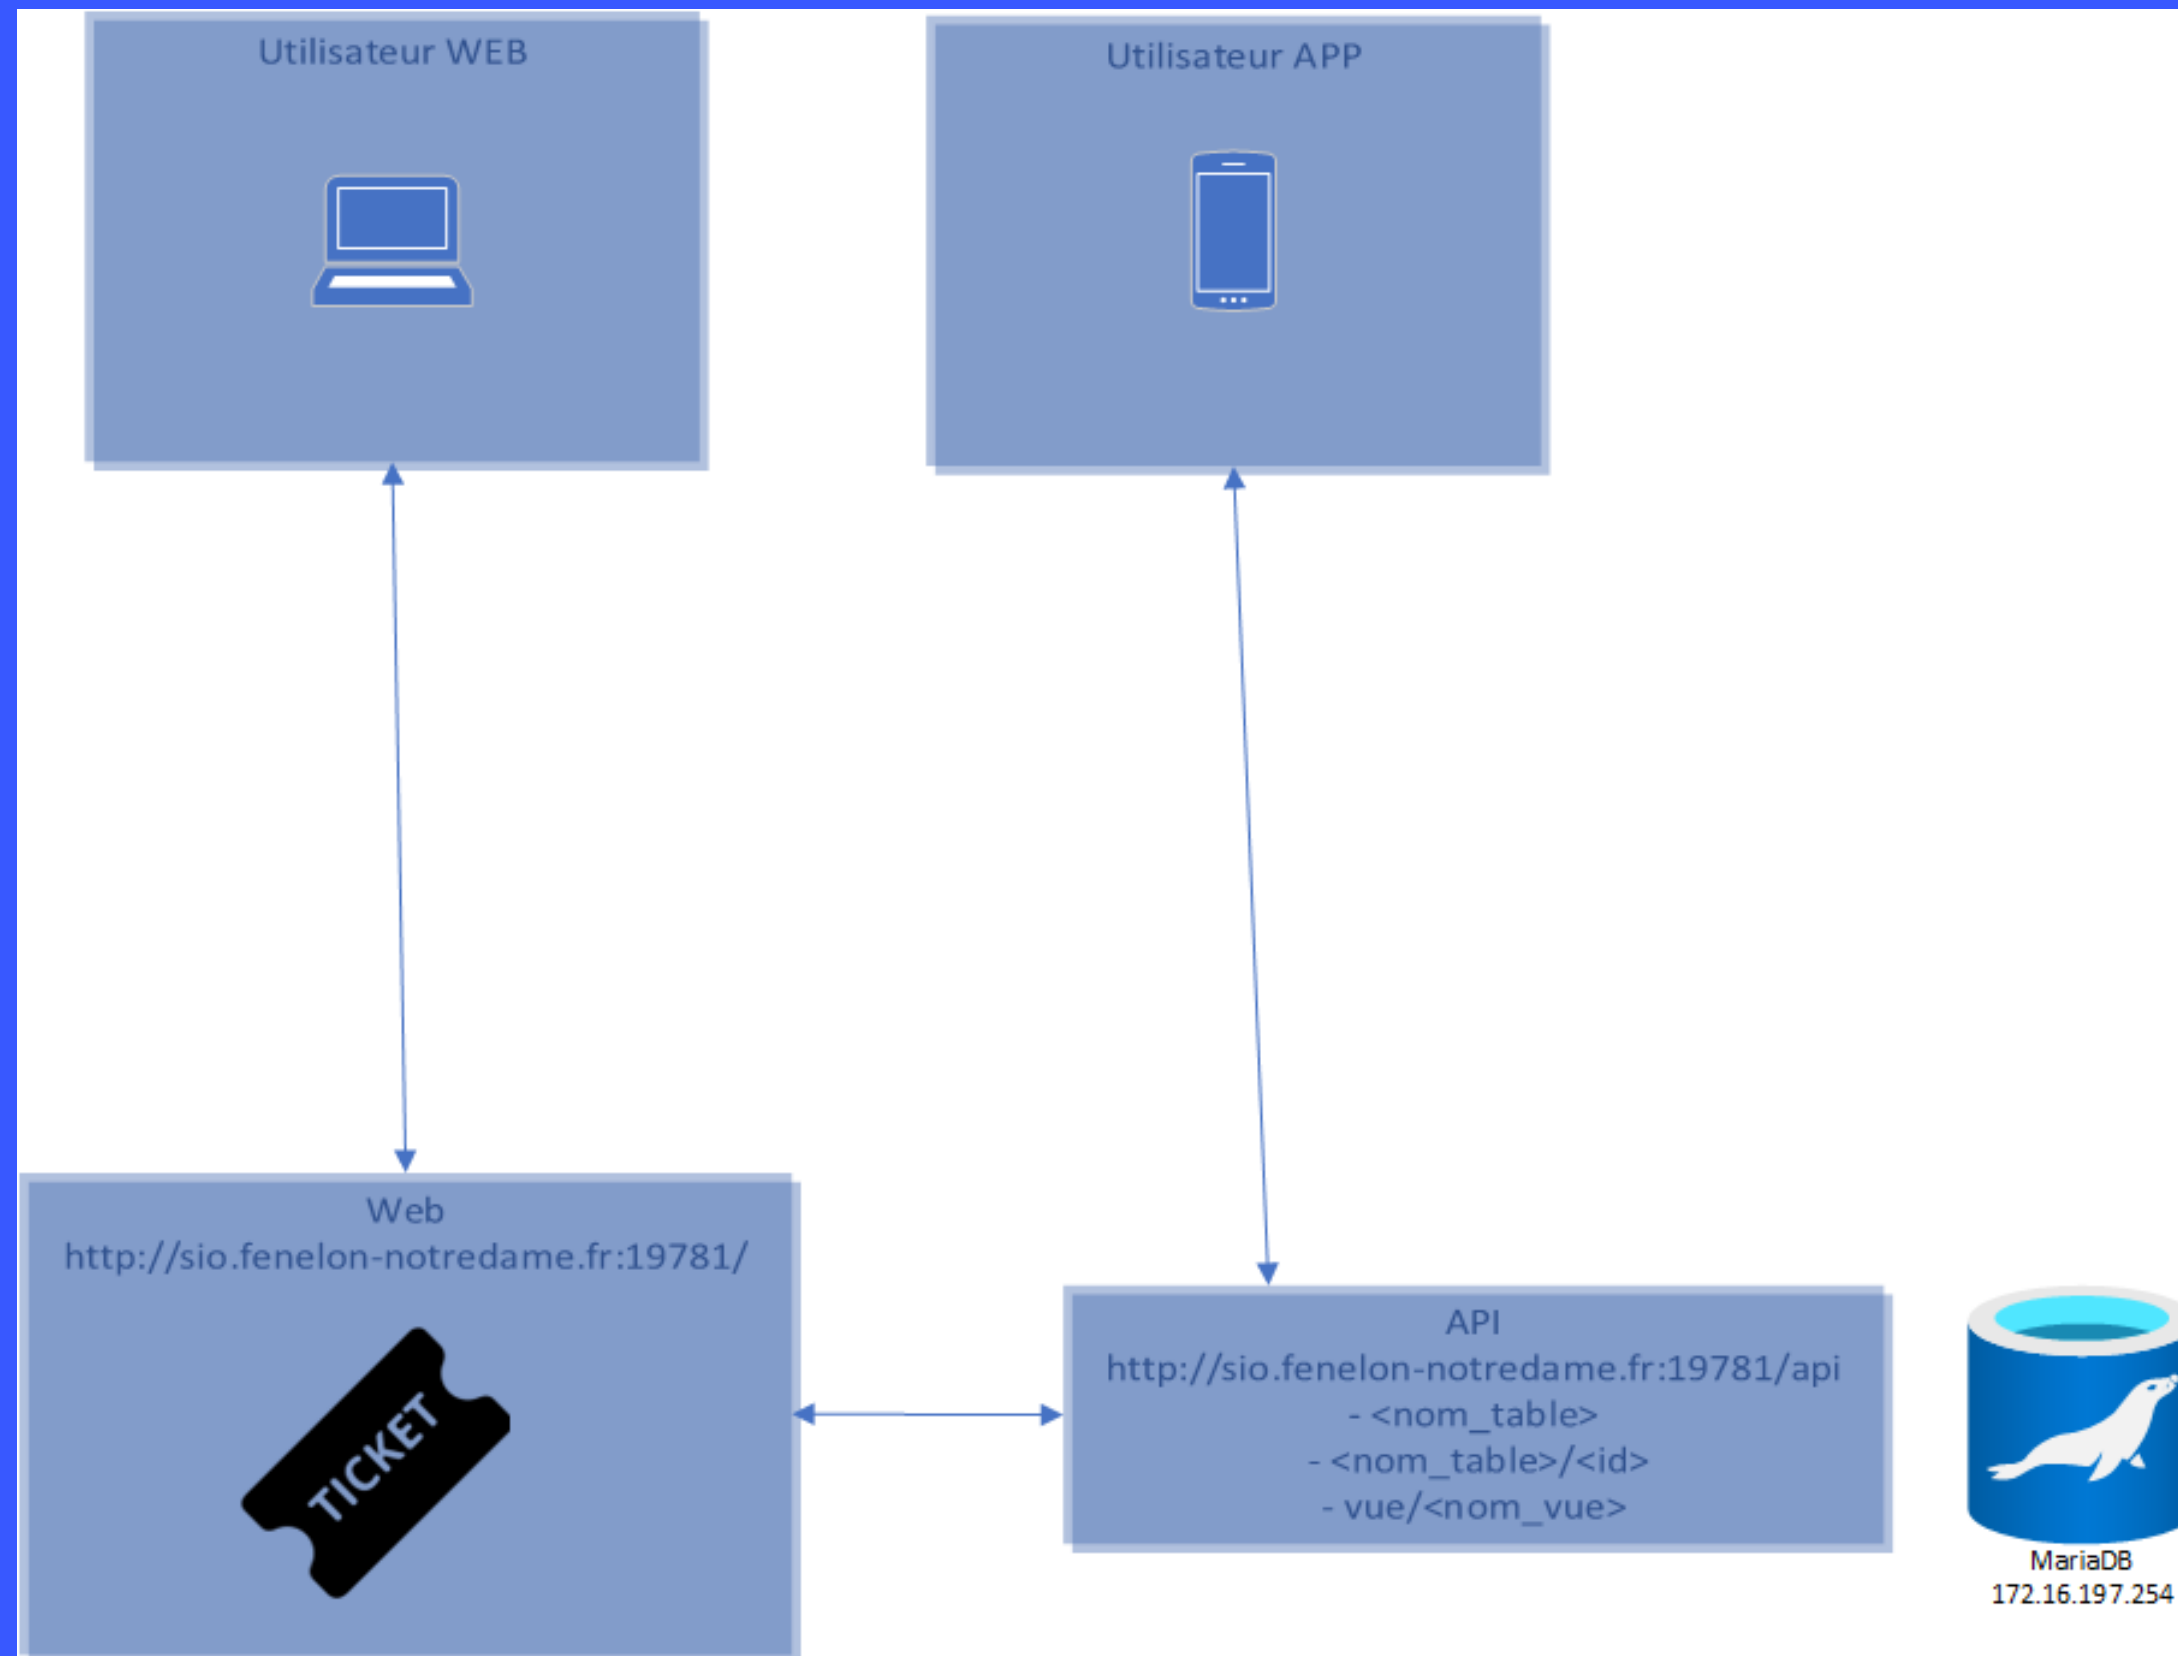 Utilisateur WEB
Utilisateur APP
Web
http://sio.fenelon-notredame.fr:19781/
TICKET
API
http://sio.fenelon-notredame.fr:19781/api
- <nom_table>
- <nom_table>/<id>
- vue/<nom_vue>
MariaDB
172.16.197.254